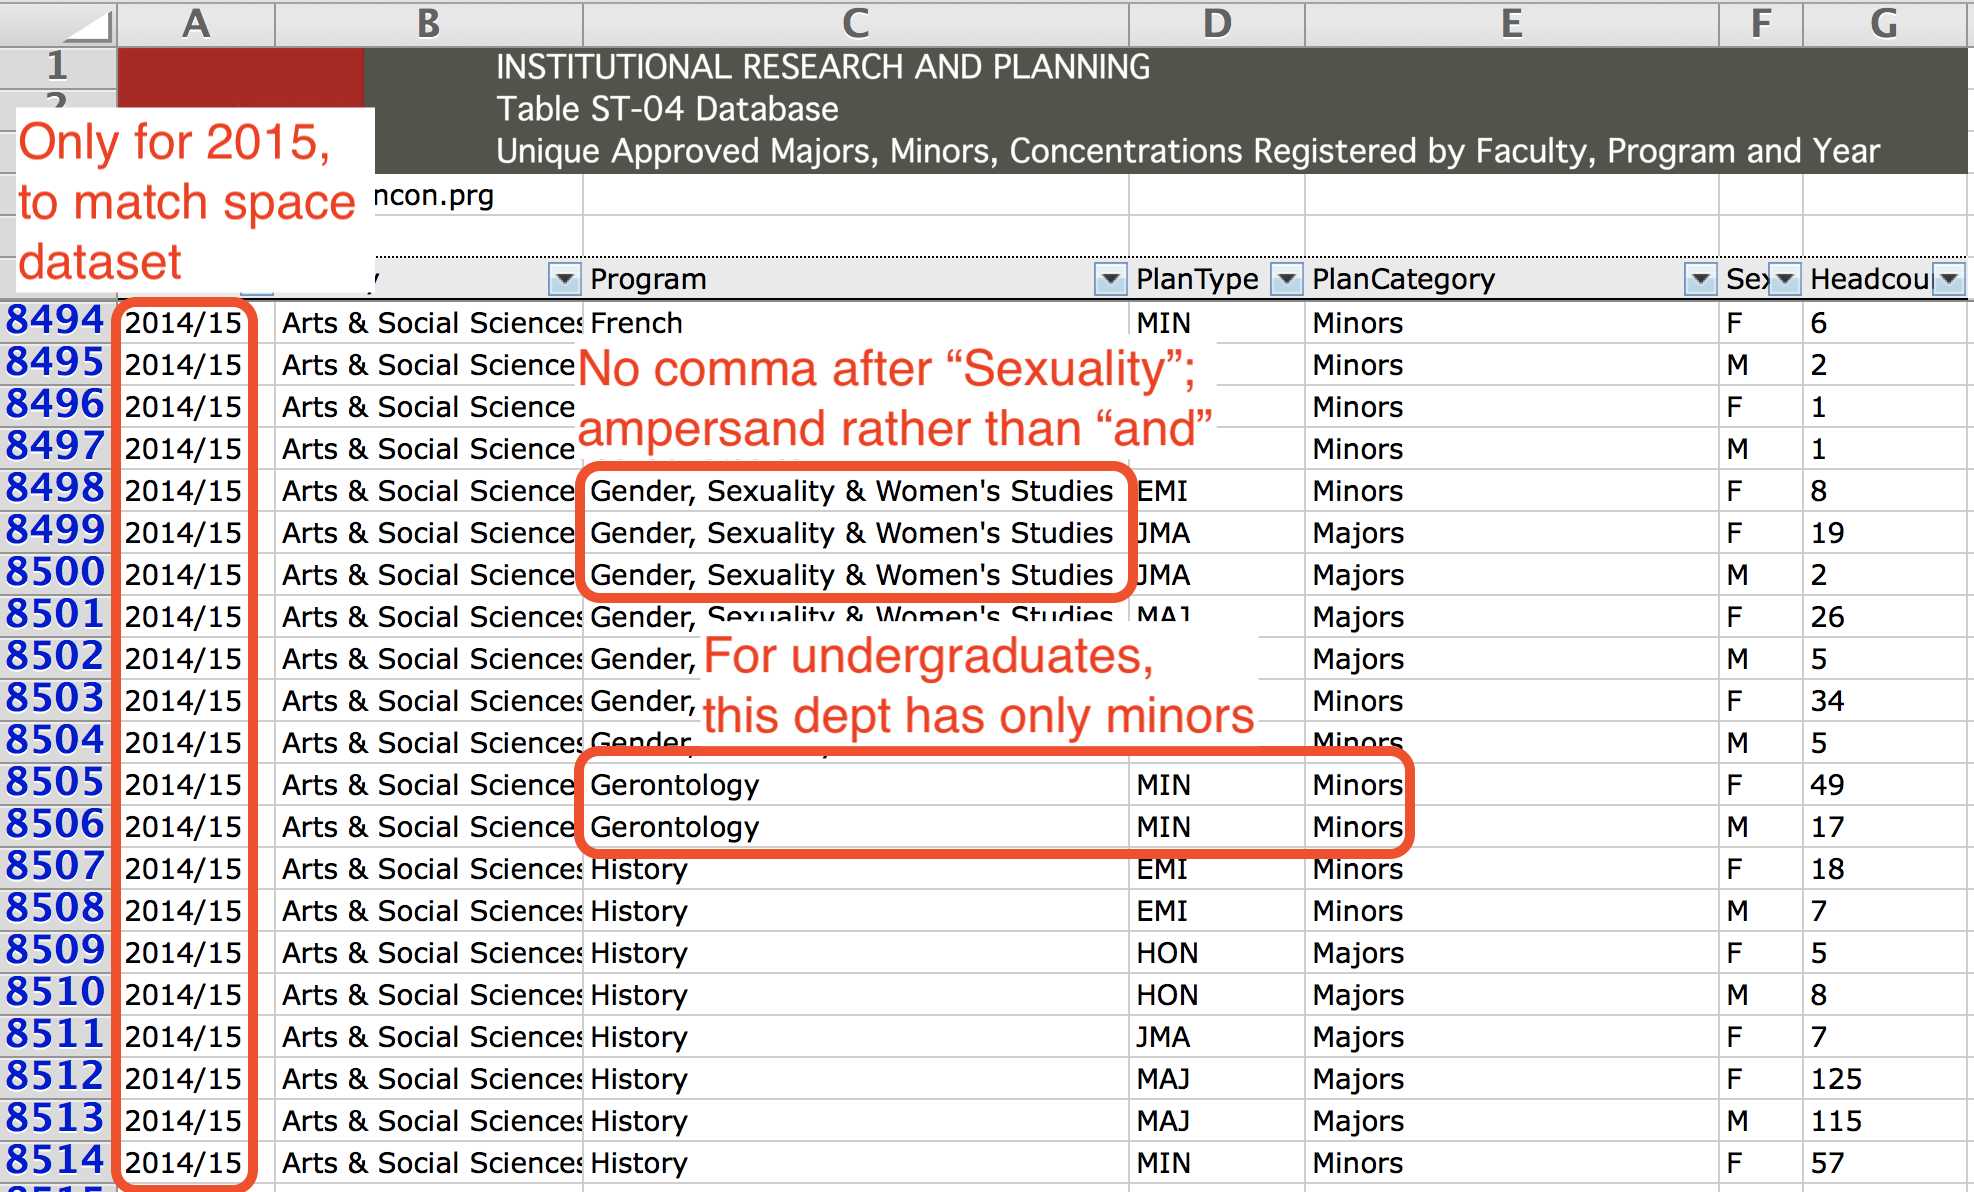 A B C D E F G
1 INSTITUTIONAL RESEARCH AND PLANNING
2 Table ST-04 Database
Unique Approved Majors, Minors, Concentrations Registered by Faculty, Program and Year
Only for 2015,
to match space
dataset
ncon.prg
Program PlanType PlanCategory Sex Headcou
8494 2014/15 Arts & Social Sciences French MIN Minors F 6
No comma after “Sexuality”;
ampersand rather than “and”
8495 2014/15 Arts & Social Science Minors M 2
8496 2014/15 Arts & Social Science Minors F 1
8497 2014/15 Arts & Social Science Minors M 1
8498 2014/15 Arts & Social Science Gender, Sexuality & Women's Studies EMI Minors F 8
8499 2014/15 Arts & Social Science Gender, Sexuality & Women's Studies JMA Majors F 19
8500 2014/15 Arts & Social Science Gender, Sexuality & Women's Studies JMA Majors M 2
8501 2014/15 Arts & Social Sciences Gender, Sexuality & Women's Studies MAJ Majors F 26
For undergraduates,
this dept has only minors
8502 2014/15 Arts & Social Sciences Gender, Majors M 5
8503 2014/15 Arts & Social Sciences Gender, Minors F 34
8504 2014/15 Arts & Social Sciences Gender, Minors M 5
8505 2014/15 Arts & Social Science Gerontology MIN Minors F 49
8506 2014/15 Arts & Social Science Gerontology MIN Minors M 17
8507 2014/15 Arts & Social Sciences History EMI Minors F 18
8508 2014/15 Arts & Social Sciences History EMI Minors M 7
8509 2014/15 Arts & Social Sciences History HON Majors F 5
8510 2014/15 Arts & Social Sciences History HON Majors M 8
8511 2014/15 Arts & Social Sciences History JMA Majors F 7
8512 2014/15 Arts & Social Sciences History MAJ Majors F 125
8513 2014/15 Arts & Social Sciences History MAJ Majors M 115
8514 2014/15 Arts & Social Sciences History MIN Minors F 57